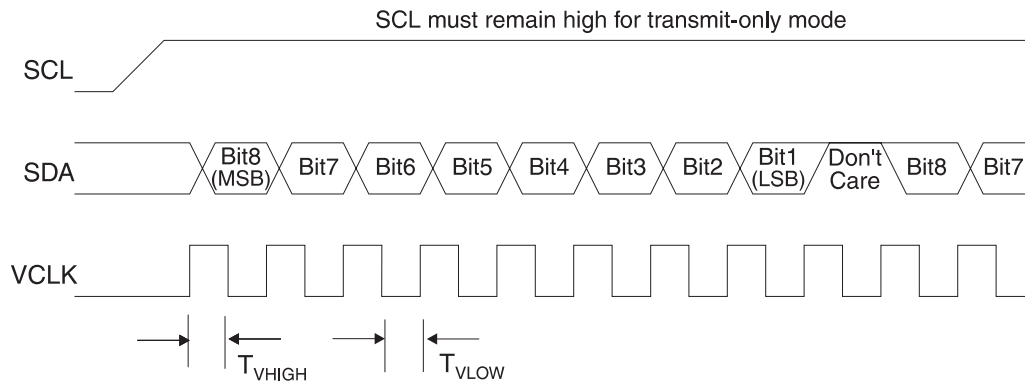 SCL must remain high for transmit-only mode
SCL
SDA
Bit8 (MSB)
Bit7
Bit6
Bit5
Bit4
Bit3
Bit2
Bit1 (LSB)
Don't Care
Bit8
Bit7
VCLK
TVHIGH
TVLOW